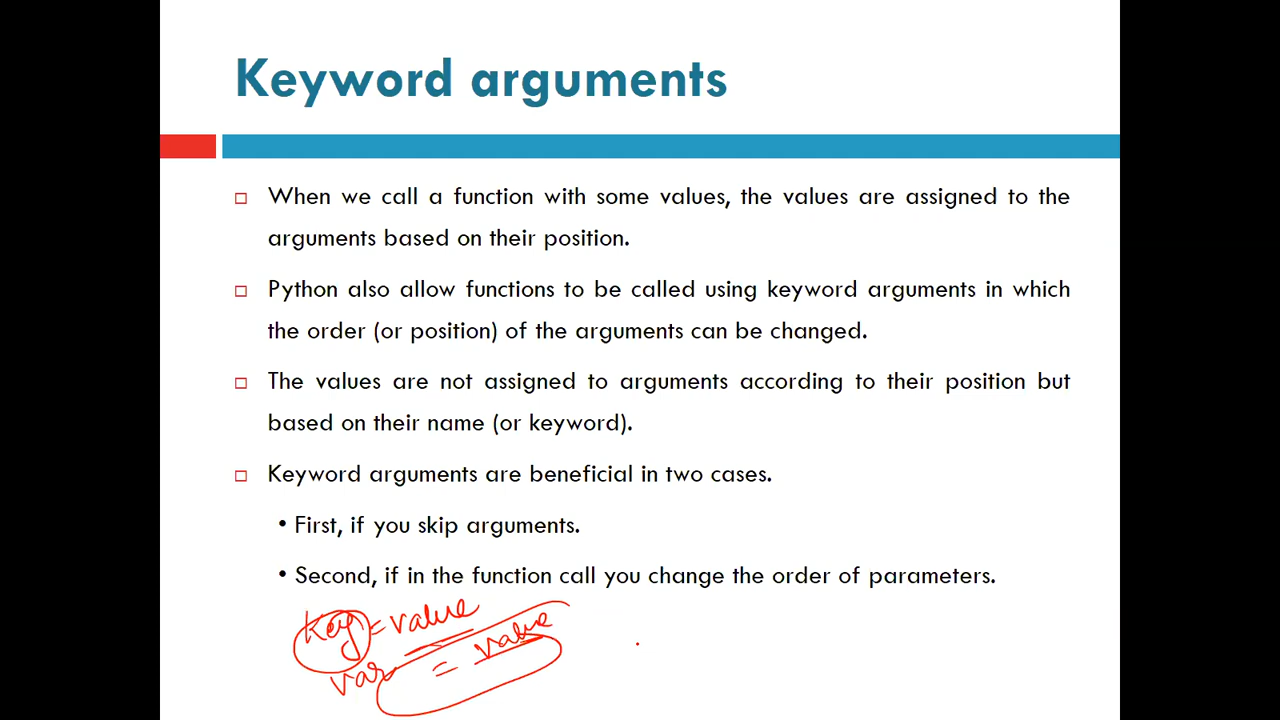 Keyword arguments
When we call a function with some values, the values are assigned to the
arguments based on their position.
Python also allow functions to be called using keyword arguments in which
the order (or position) of the arguments can be changed.
The values are not assigned to arguments according to their position but
based on their name (or keyword).
Keyword arguments are beneficial in two cases.
• First, if you skip arguments.
• Second, if in the function call you change the order of parameters.
Key = value
var = value